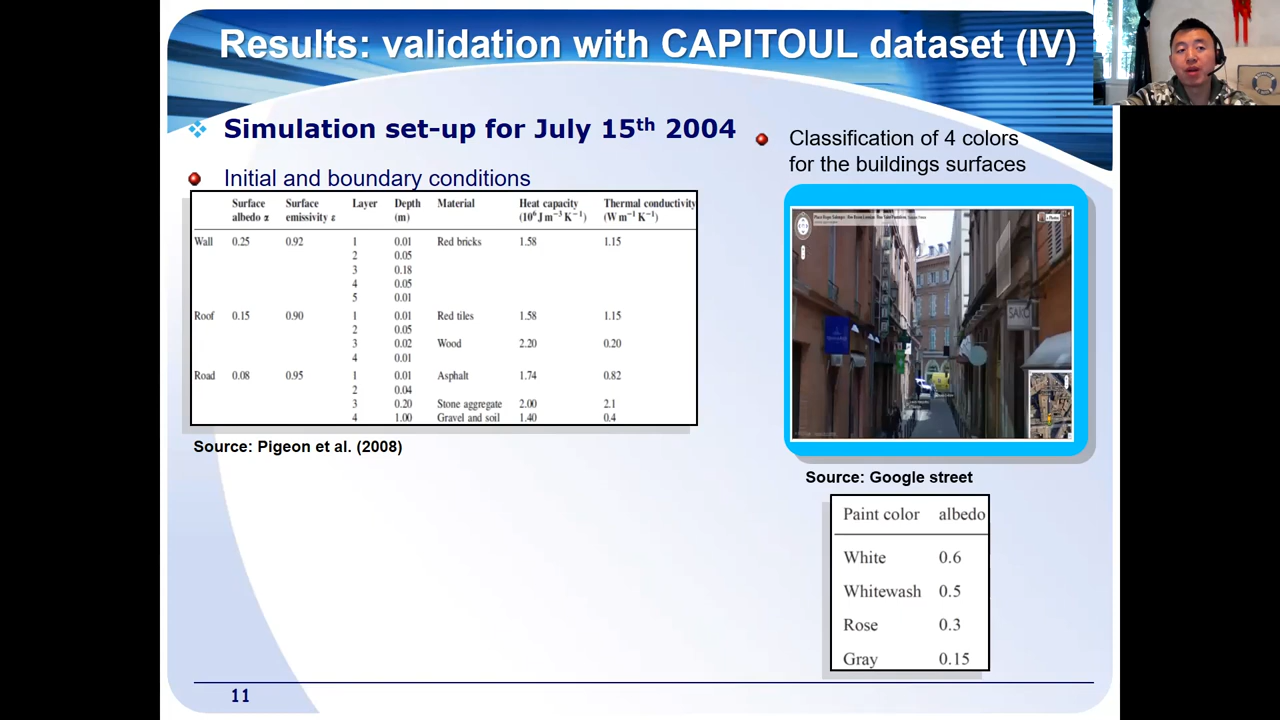 Results: validation with CAPITOUL dataset (IV)
Simulation set-up for July 15th 2004
Initial and boundary conditions
Surface Surface Layer Depth Material Heat capacity Thermal conductivity
albedo α emissivity ε (m) (10⁶ J m⁻³ K⁻¹) (W m⁻¹ K⁻¹)
Wall 0.25 0.92 1 0.01 Red bricks 1.58 1.15
2 0.05
3 0.18
4 0.05
5 0.01
Roof 0.15 0.90 1 0.01 Red tiles 1.58 1.15
2 0.05
3 0.02 Wood 2.20 0.20
4 0.01
Road 0.08 0.95 1 0.01 Asphalt 1.74 0.82
2 0.04
3 0.20 Stone aggregate 2.00 2.1
4 1.00 Gravel and soil 1.40 0.4
Source: Pigeon et al. (2008)
Classification of 4 colors
for the buildings surfaces
SAKO
Source: Google street
Paint color albedo
White 0.6
Whitewash 0.5
Rose 0.3
Gray 0.15
11